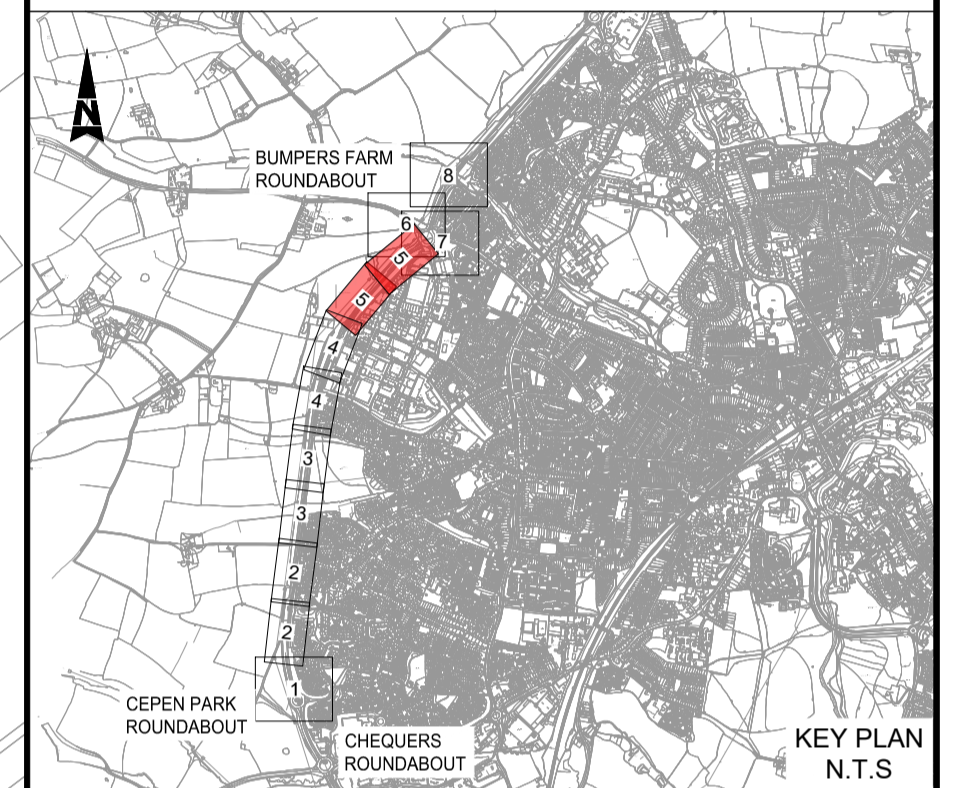 N
BUMPERS FARM
ROUNDABOUT
8
6
7
5
5
4
4
3
3
2
2
1
CEPEN PARK
ROUNDABOUT
CHEQUERS
ROUNDABOUT
KEY PLAN
N.T.S